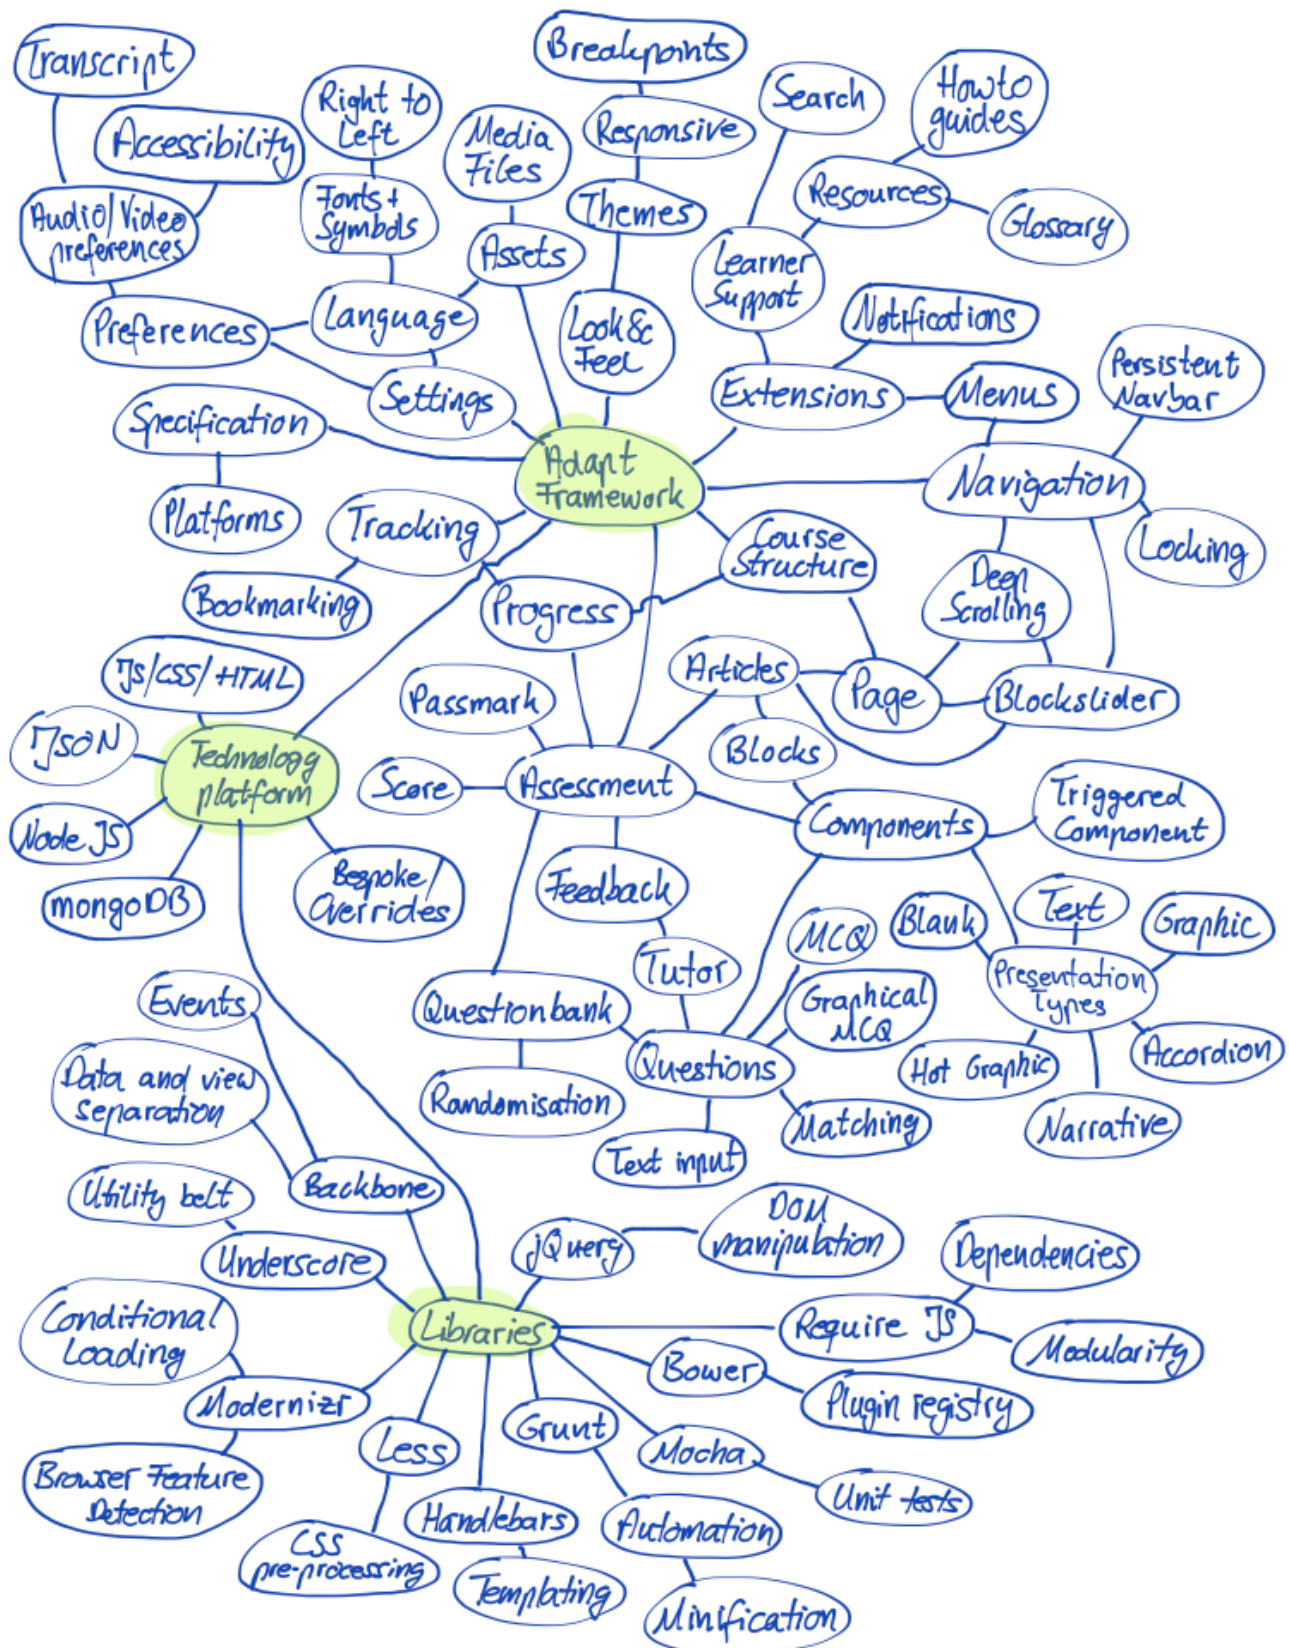 Transcript
Breakpoints
Search
How to
guides
Right to
Left
Accessibility
Media
Files
Responsive
Resources
Audio/Video
preferences
Fonts +
Symbols
Themes
Glossary
Assets
Learner
Support
Preferences
Language
Look &
Feel
Notifications
Persistent
Navbar
Settings
Extensions
Menus
Specification
Adapt
Framework
Navigation
Platforms
Tracking
Course
Structure
Locking
Bookmarking
Progress
Deep
Scrolling
JS/CSS/HTML
Passmark
Articles
Page
Blockslider
JSON
Technology
platform
Blocks
Score
Assessment
Components
Triggered
Component
Node JS
mongoDB
Bespoke/
Overrides
Feedback
MCQ
Blank
Text
Graphic
Tutor
Presentation
Types
Events
Question bank
Graphical
MCQ
Data and view
separation
Questions
Hot Graphic
Accordion
Randomisation
Matching
Narrative
Text input
Utility belt
Backbone
Underscore
jQuery
DOM
manipulation
Dependencies
Conditional
Loading
Libraries
Require JS
Modularity
Bower
Modernizr
Plugin registry
Less
Grunt
Mocha
Browser Feature
Detection
Unit tests
Handlebars
Automation
CSS
pre-processing
Templating
Minification